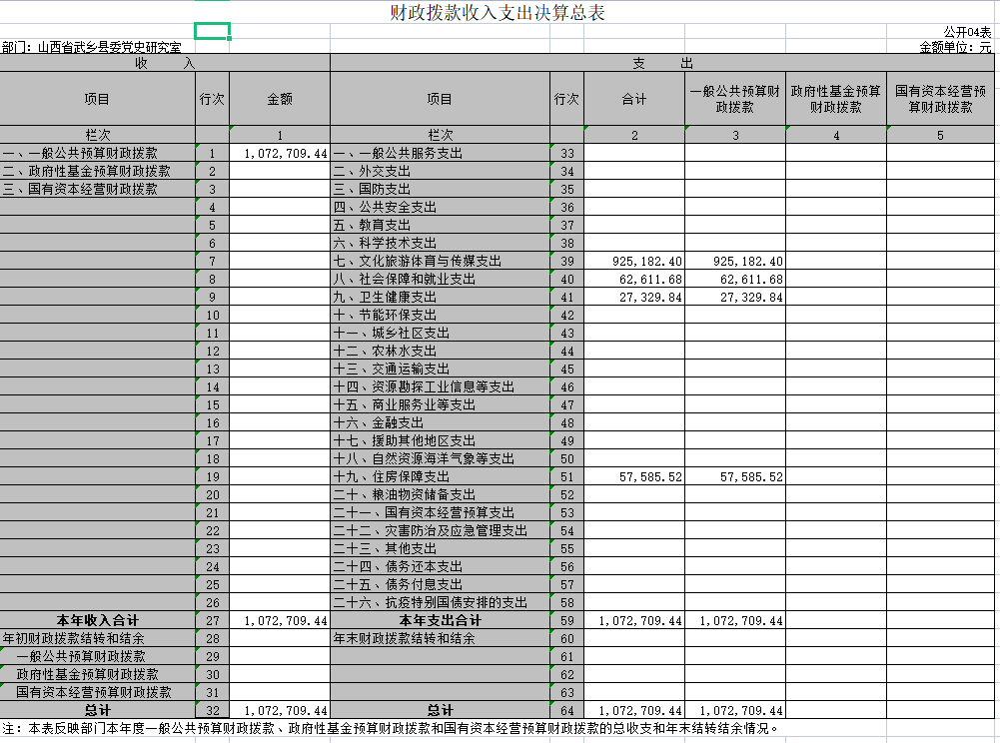 财政拨款收入支出决算总表
公开04表
部门：山西省武乡县委党史研究室 金额单位：元
收 入 支 出
项目 行次 金额 项目 行次 合计 一般公共预算财政拨款 政府性基金预算财政拨款 国有资本经营预算财政拨款
栏次 1 栏次 2 3 4 5
一、一般公共预算财政拨款 1 1,072,709.44 一、一般公共服务支出 33
二、政府性基金预算财政拨款 2 二、外交支出 34
三、国有资本经营财政拨款 3 三、国防支出 35
4 四、公共安全支出 36
5 五、教育支出 37
6 六、科学技术支出 38
7 七、文化旅游体育与传媒支出 39 925,182.40 925,182.40
8 八、社会保障和就业支出 40 62,611.68 62,611.68
9 九、卫生健康支出 41 27,329.84 27,329.84
10 十、节能环保支出 42
11 十一、城乡社区支出 43
12 十二、农林水支出 44
13 十三、交通运输支出 45
14 十四、资源勘探工业信息等支出 46
15 十五、商业服务业等支出 47
16 十六、金融支出 48
17 十七、援助其他地区支出 49
18 十八、自然资源海洋气象等支出 50
19 十九、住房保障支出 51 57,585.52 57,585.52
20 二十、粮油物资储备支出 52
21 二十一、国有资本经营预算支出 53
22 二十二、灾害防治及应急管理支出 54
23 二十三、其他支出 55
24 二十四、债务还本支出 56
25 二十五、债务付息支出 57
26 二十六、抗疫特别国债安排的支出 58
本年收入合计 27 1,072,709.44 本年支出合计 59 1,072,709.44 1,072,709.44
年初财政拨款结转和结余 28 年末财政拨款结转和结余 60
一般公共预算财政拨款 29 61
政府性基金预算财政拨款 30 62
国有资本经营预算财政拨款 31 63
总计 32 1,072,709.44 总计 64 1,072,709.44 1,072,709.44
注：本表反映部门本年度一般公共预算财政拨款、政府性基金预算财政拨款和国有资本经营预算财政拨款的总收支和年末结转结余情况。